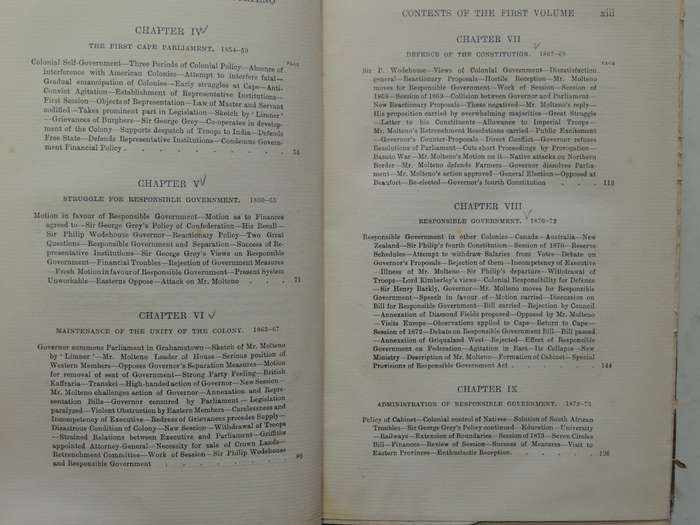 CHAPTER IV
THE FIRST CAPE PARLIAMENT. 1854-59
PAGE
Colonial Self-Government—Three Periods of Colonial Policy—Absence of
interference with American Colonies—Attempt to interfere fatal—
Gradual emancipation of Colonies—Early struggles at Cape—Anti-
Convict Agitation—Establishment of Representative Institutions—
First Session—Objects of Representation—Law of Master and Servant
notified—Takes prominent part in Legislation—Sketch by 'Limner'
—Grievances of Burghers—Sir George Grey—Co-operates in develop-
ment of the Colony—Supports despatch of Troops to India—Defends
Free State—Defends Representative Institutions—Condemns Govern-
ment Financial Policy . . . . . . . . . 54
CHAPTER V
STRUGGLE FOR RESPONSIBLE GOVERNMENT. 1860-63
Motion in favour of Responsible Government—Motion as to Finances
agreed to—Sir George Grey's Policy of Confederation—His Recall—
Sir Philip Wodehouse Governor—Reactionary Policy—Two Great
Questions—Responsible Government and Separation—Success of Re-
presentative Institutions—Sir George Grey's Views on Responsible
Government—Financial Troubles—Rejection of Government Measures
—Fresh Motion in favour of Responsible Government—Present System
Unworkable—Easterns Oppose—Attack on Mr. Molteno . . . 71
CHAPTER VI
MAINTENANCE OF THE UNITY OF THE COLONY. 1863-67
Governor summons Parliament in Grahamstown—Sketch of Mr. Molteno
by 'Limner'—Mr. Molteno Leader of House—Serious position of
Western Members—Opposes Governor's Separation Measures—Motion
for removal of seat of Government—Strong Party Feeling—British
Kaffraria—Transkei—High-handed action of Governor—New Session—
Mr. Molteno challenges action of Governor—Annexation and Repre-
sentation Bills—Governor censured by Parliament—Legislation
paralysed—Violent Obstruction by Eastern Members—Carelessness and
Incompetency of Executive—Redress of Grievances precedes Supply—
Disastrous Condition of Colony—New Session—Withdrawal of Troops
—Strained Relations between Executive and Parliament—Griffiths
appointed Attorney-General—Necessity for sale of Crown Lands—
Retrenchment Committee—Work of Session—Sir Philip Wodehouse
and Responsible Government . . . . . . . 89
CONTENTS OF THE FIRST VOLUME xiii
CHAPTER VII
DEFENCE OF THE CONSTITUTION. 1867-69
PAGE
Sir P. Wodehouse—Views of Colonial Government—Dissatisfaction
general—Reactionary Proposals—Hostile Reception—Mr. Molteno
moves for Responsible Government—Work of Session—Session of
1868—Session of 1869—Collision between Governor and Parliament—
New Reactionary Proposals—These negatived—Mr. Molteno's reply—
His proposition carried by overwhelming majorities—Great Struggle
—Letter to his Constituents—Allowance to Imperial Troops—
Mr. Molteno's Retrenchment Resolutions carried—Public Excitement
—Governor's Counter-Proposals—Direct Conflict—Governor refuses
Resolutions of Parliament—Cuts short Proceedings by Prorogation—
Basuto War—Mr. Molteno's Motion on it—Native attacks on Northern
Border—Mr. Molteno defends Farmers—Governor dissolves Parlia-
ment—Mr. Molteno's action approved—General Election—Opposed at
Beaufort—Re-elected—Governor's fourth Constitution . . . . 113
CHAPTER VIII
RESPONSIBLE GOVERNMENT. 1870-72
Responsible Government in other Colonies—Canada—Australia—New
Zealand—Sir Philip's fourth Constitution—Session of 1870—Reserve
Schedules—Attempt to withdraw Salaries from Votes—Debate on
Governor's Proposals—Rejection of them—Incompetency of Executive
—Illness of Mr. Molteno—Sir Philip's departure—Withdrawal of
Troops—Lord Kimberley's views—Colonial Responsibility for Defence
—Sir Henry Barkly, Governor—Mr. Molteno moves for Responsible
Government—Speech in favour of—Motion carried—Discussion on
Bill for Responsible Government—Bill carried—Rejection by Council
—Annexation of Diamond Fields proposed—Opposed by Mr. Molteno
—Visits Europe—Observations applied to Cape—Return to Cape—
Session of 1872—Debate on Responsible Government Bill—Bill passed
—Annexation of Griqualand West—Rejected—Effect of Responsible
Government on Federation—Agitation in East—Its Collapse—New
Ministry—Description of Mr. Molteno—Formation of Cabinet—Special
Provisions of Responsible Government Act . . . . . 144
CHAPTER IX
ADMINISTRATION OF RESPONSIBLE GOVERNMENT. 1872-73
Policy of Cabinet—Colonial control of Natives—Solution of South African
Troubles—Sir George Grey's Policy continued—Education—University
—Railways—Extension of Boundaries—Session of 1873—Seven Circles
Bill—Finances—Review of Session—Success of Measures—Visit to
Eastern Provinces—Enthusiastic Reception . . . . . . 196